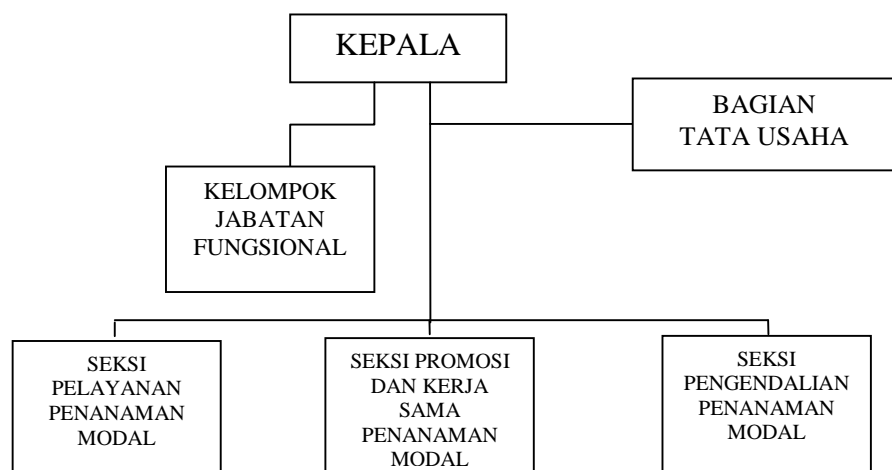 KEPALA
BAGIAN
TATA USAHA
KELOMPOK
JABATAN
FUNGSIONAL
SEKSI
PELAYANAN
PENANAMAN
MODAL
SEKSI PROMOSI
DAN KERJA
SAMA
PENANAMAN
MODAL
SEKSI
PENGENDALIAN
PENANAMAN
MODAL